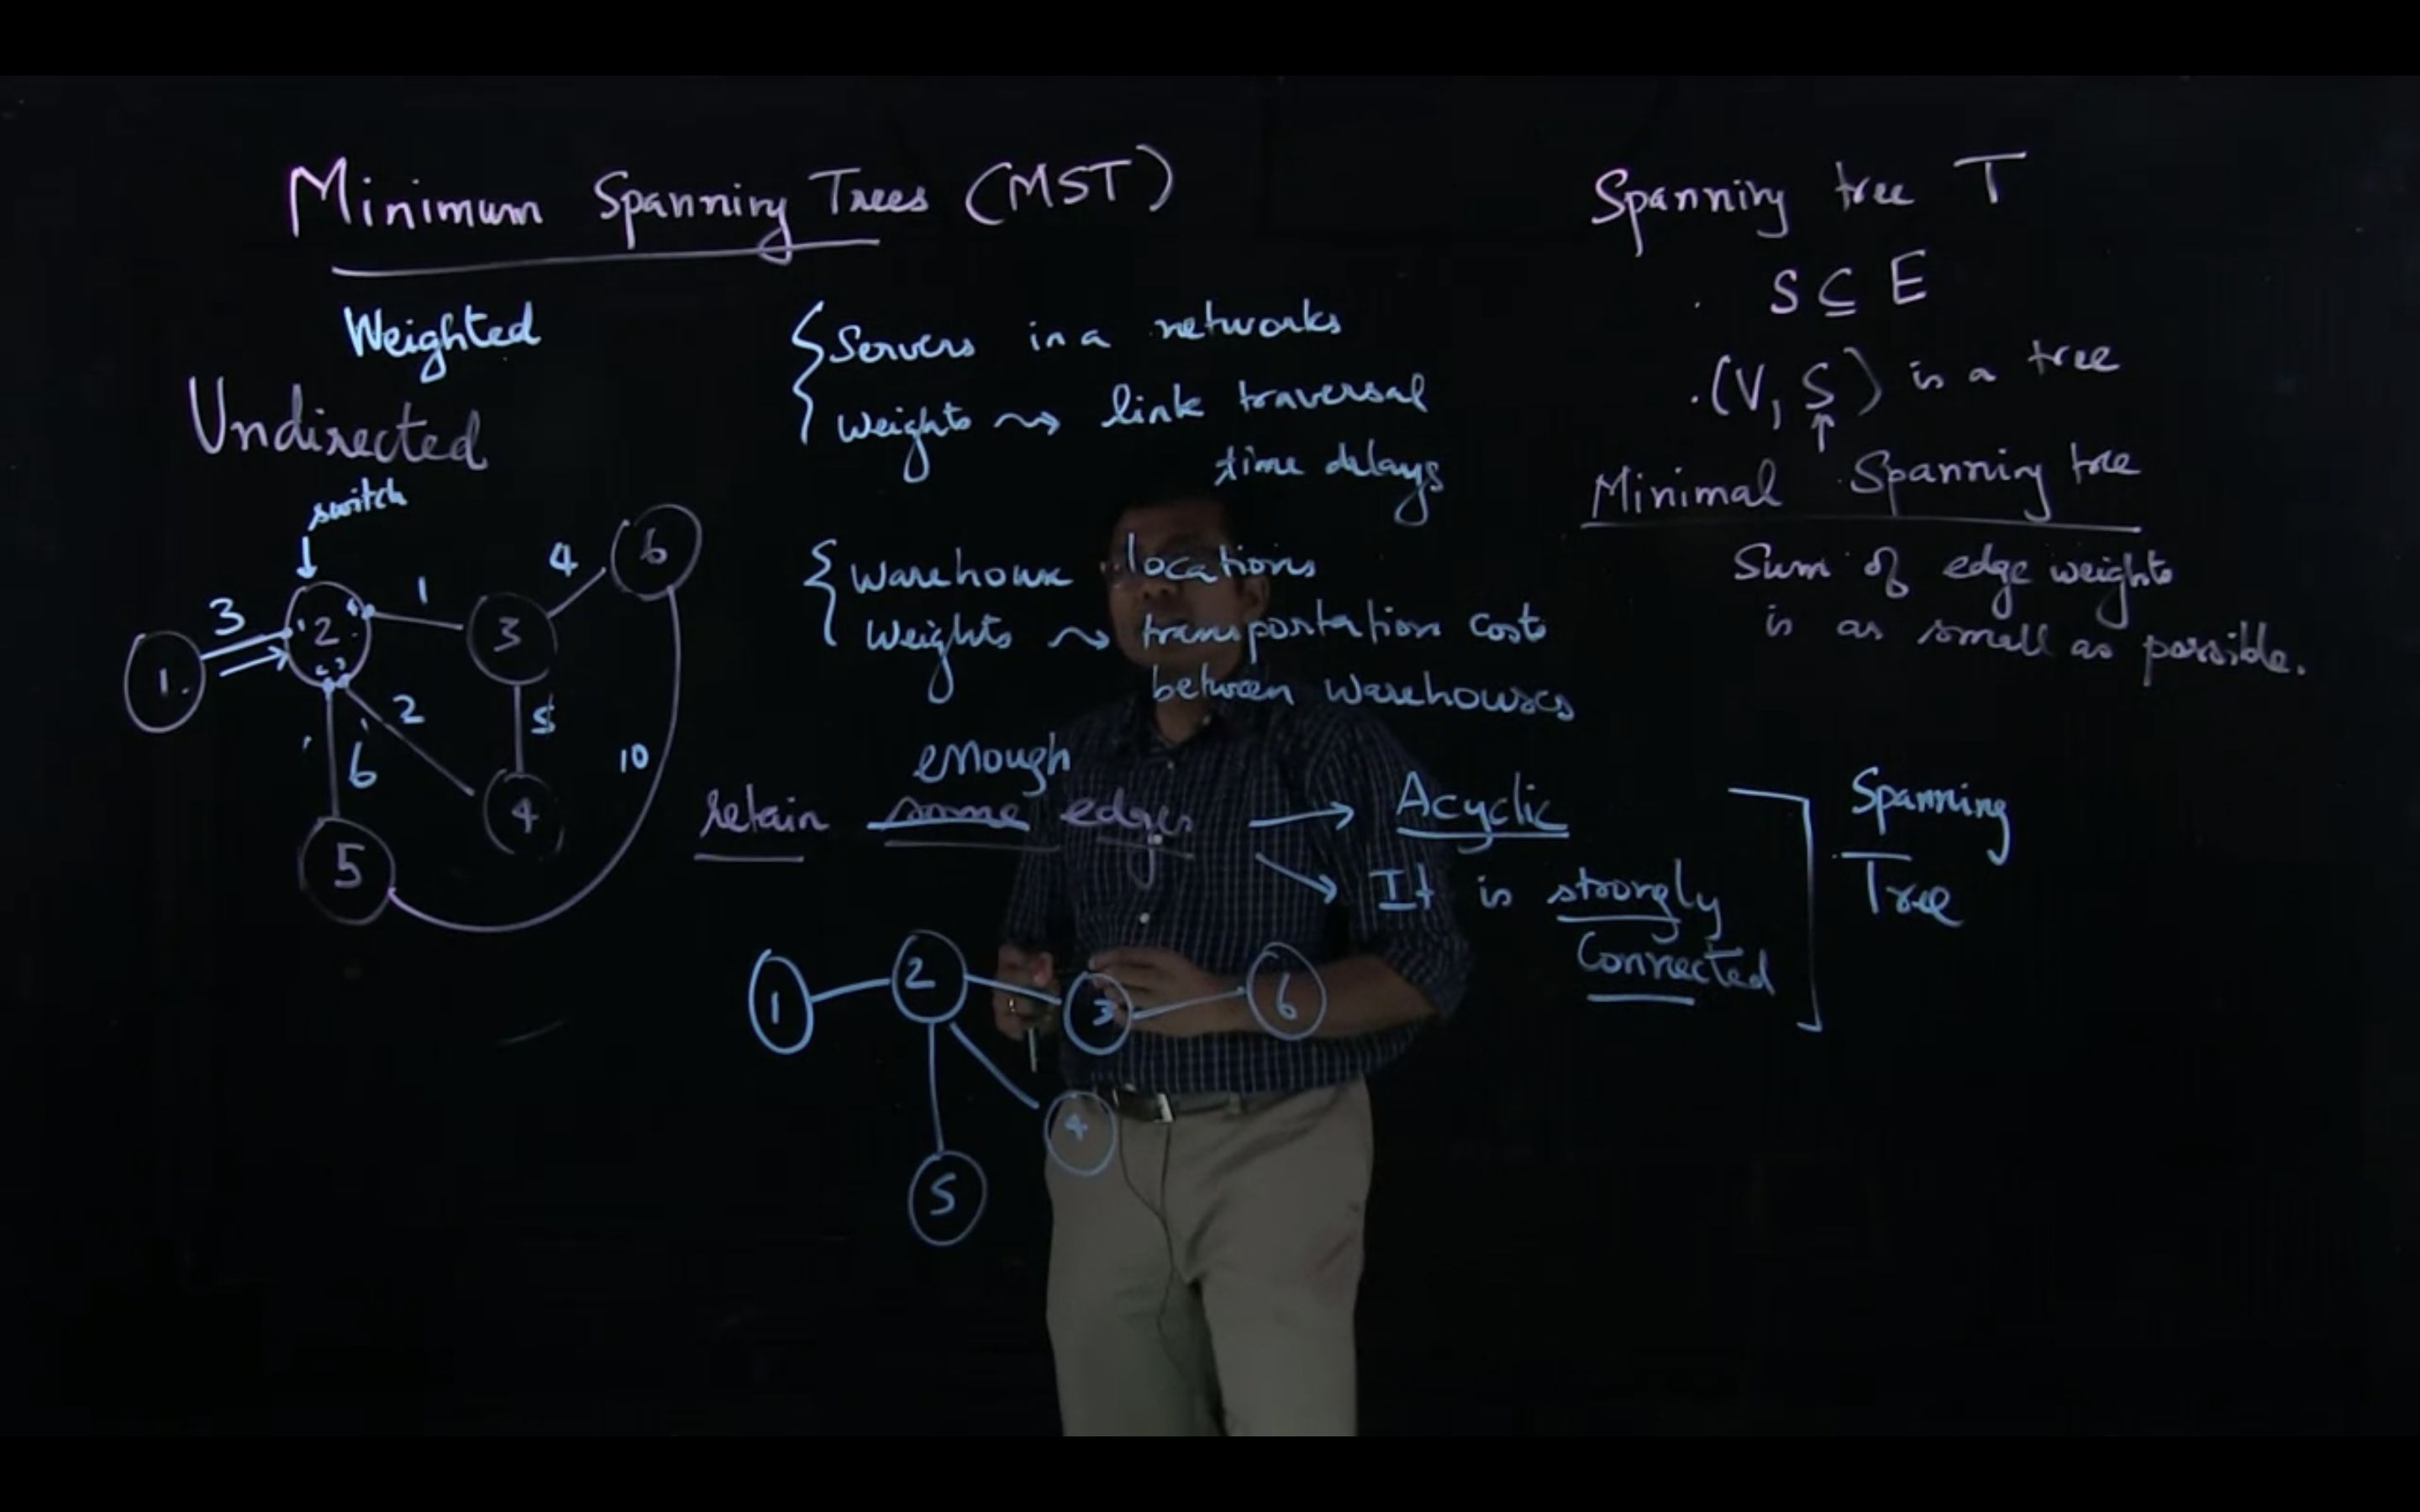 Minimum Spanning Trees (MST)
Weighted
Undirected
switch
3
1
4
6
2
3
1.
2
5
6
10
4
5
{ Servers in a networks
Weights ⇝ link traversal
time delays
{ Warehouse locations
Weights ⇝ transportation costs
between warehouses
enough
retain some edges → Acyclic
→ It is strongly
Connected
Spanning
Tree
1 2 3 6
4
5
Spanning tree T
. S ⊆ E
. (V, S) is a tree
↑
Minimal Spanning tree
Sum of edge weights
is as small as possible.